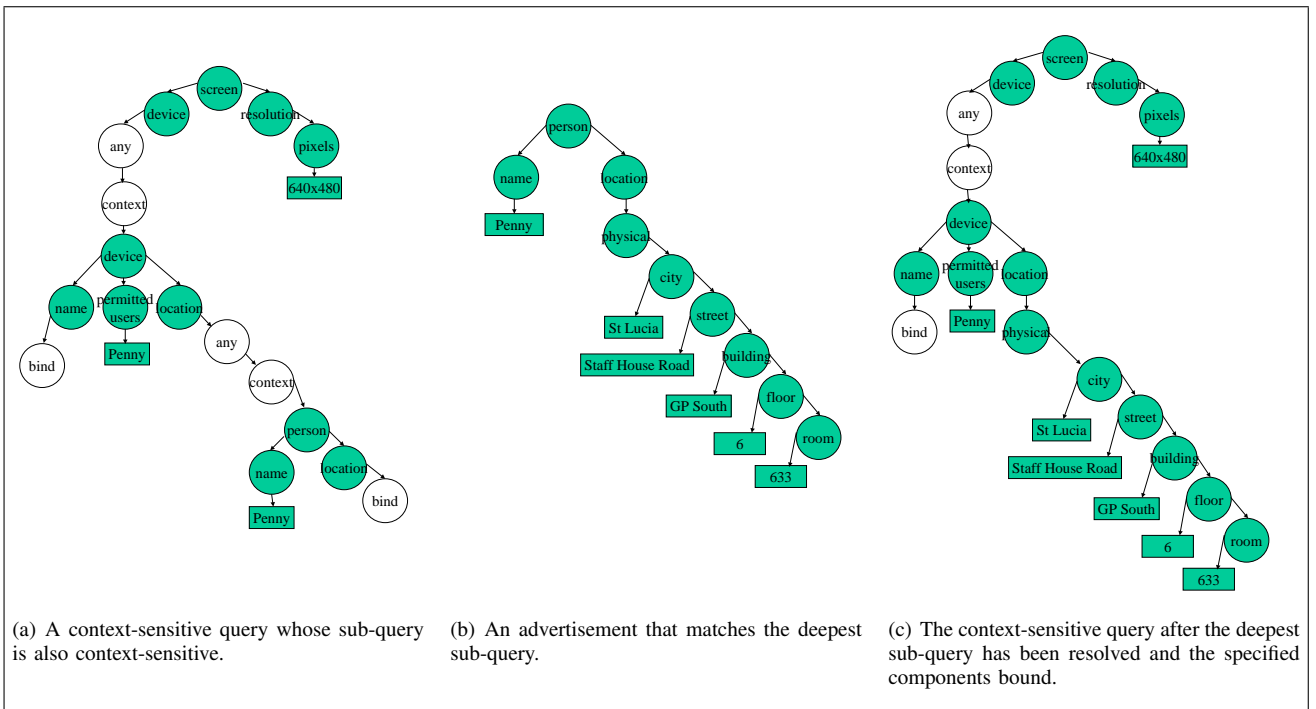 screen
device
resolution
any
pixels
640x480
context
device
name
permitted
users
location
bind
Penny
any
context
person
name
location
Penny
bind
person
name
location
Penny
physical
city
St Lucia
street
Staff House Road
building
GP South
floor
6
room
633
screen
device
resolution
any
pixels
640x480
context
device
name
permitted
users
location
bind
Penny
physical
city
St Lucia
street
Staff House Road
building
GP South
floor
6
room
633
(a) A context-sensitive query whose sub-query
is also context-sensitive.
(b) An advertisement that matches the deepest
sub-query.
(c) The context-sensitive query after the deepest
sub-query has been resolved and the specified
components bound.